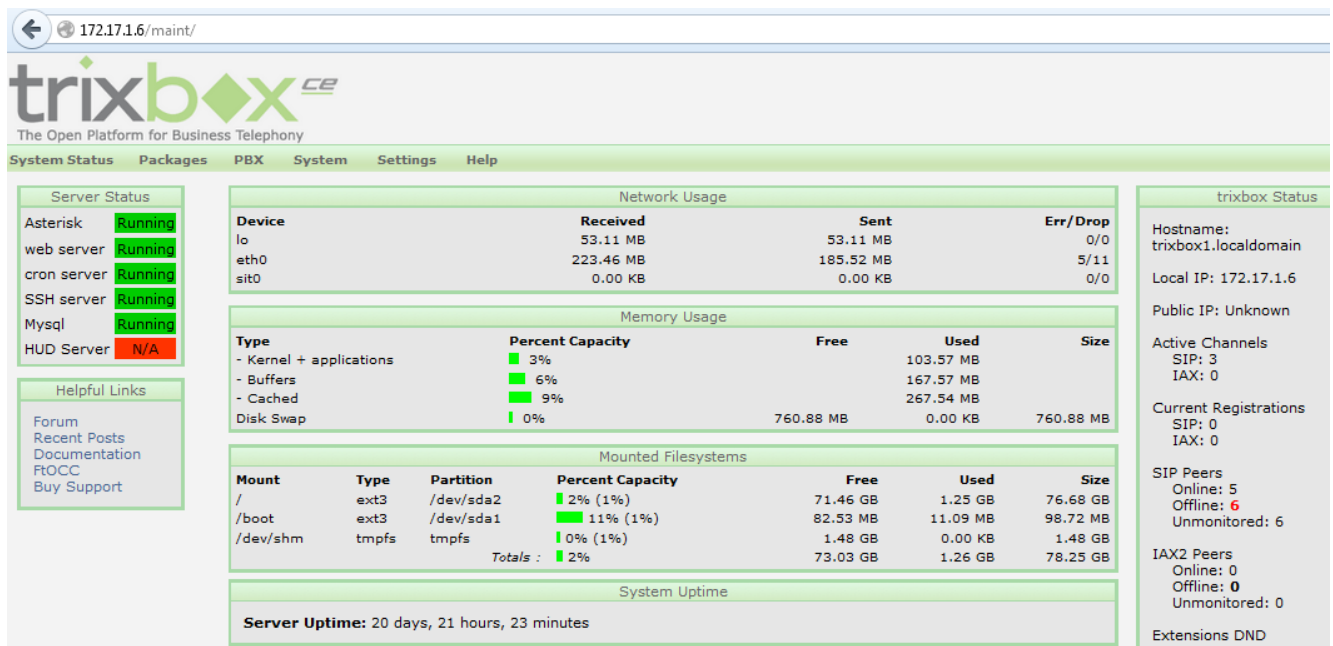 172.17.1.6/maint/
trixbox ce
The Open Platform for Business Telephony
System Status Packages PBX System Settings Help
Server Status
Asterisk Running
web server Running
cron server Running
SSH server Running
Mysql Running
HUD Server N/A
Helpful Links
Forum
Recent Posts
Documentation
FtOCC
Buy Support
Network Usage
Device Received Sent Err/Drop
lo 53.11 MB 53.11 MB 0/0
eth0 223.46 MB 185.52 MB 5/11
sit0 0.00 KB 0.00 KB 0/0
Memory Usage
Type Percent Capacity Free Used Size
- Kernel + applications 3% 103.57 MB
- Buffers 6% 167.57 MB
- Cached 9% 267.54 MB
Disk Swap 0% 760.88 MB 0.00 KB 760.88 MB
Mounted Filesystems
Mount Type Partition Percent Capacity Free Used Size
/ ext3 /dev/sda2 2% (1%) 71.46 GB 1.25 GB 76.68 GB
/boot ext3 /dev/sda1 11% (1%) 82.53 MB 11.09 MB 98.72 MB
/dev/shm tmpfs tmpfs 0% (1%) 1.48 GB 0.00 KB 1.48 GB
Totals : 2% 73.03 GB 1.26 GB 78.25 GB
System Uptime
Server Uptime: 20 days, 21 hours, 23 minutes
trixbox Status
Hostname:
trixbox1.localdomain
Local IP: 172.17.1.6
Public IP: Unknown
Active Channels
SIP: 3
IAX: 0
Current Registrations
SIP: 0
IAX: 0
SIP Peers
Online: 5
Offline: 6
Unmonitored: 6
IAX2 Peers
Online: 0
Offline: 0
Unmonitored: 0
Extensions DND